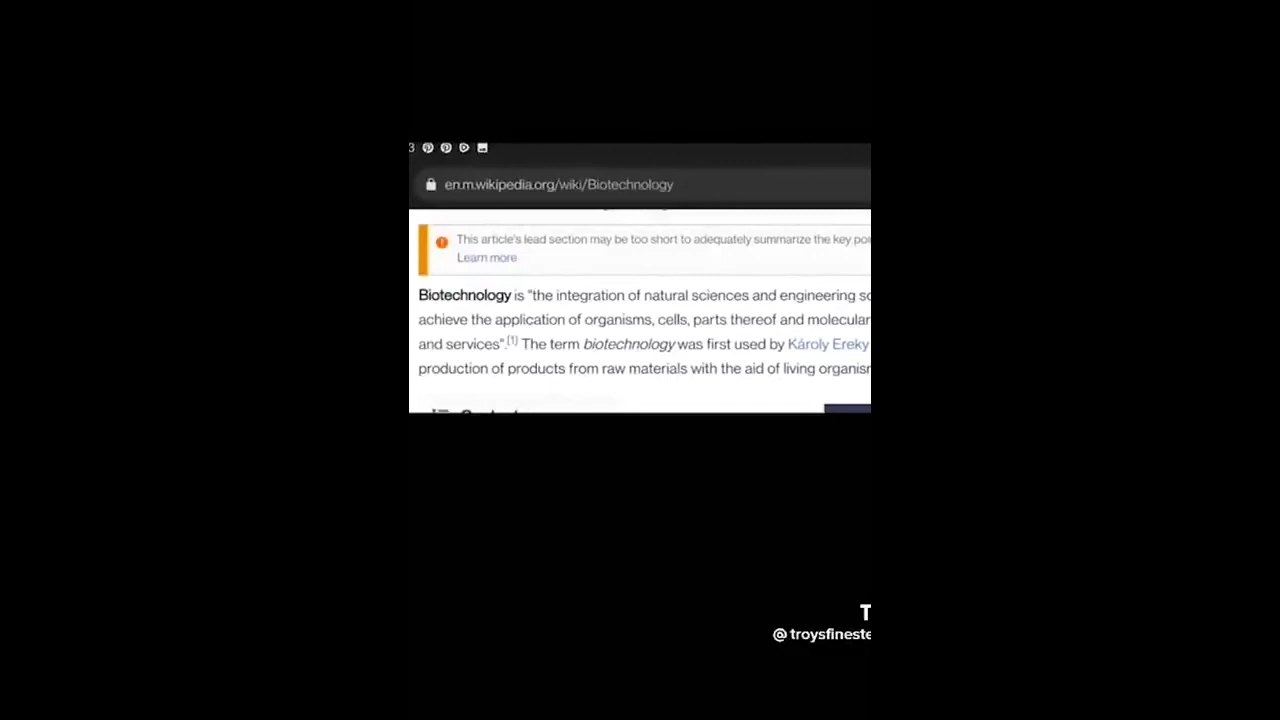 3
en.m.wikipedia.org/wiki/Biotechnology
This article's lead section may be too short to adequately summarize the key
Learn more
Biotechnology is "the integration of natural sciences and engineering
achieve the application of organisms, cells, parts thereof and molecular
and services".[1] The term biotechnology was first used by Károly Ereky
production of products from raw materials with the aid of living
T
@troysfineste